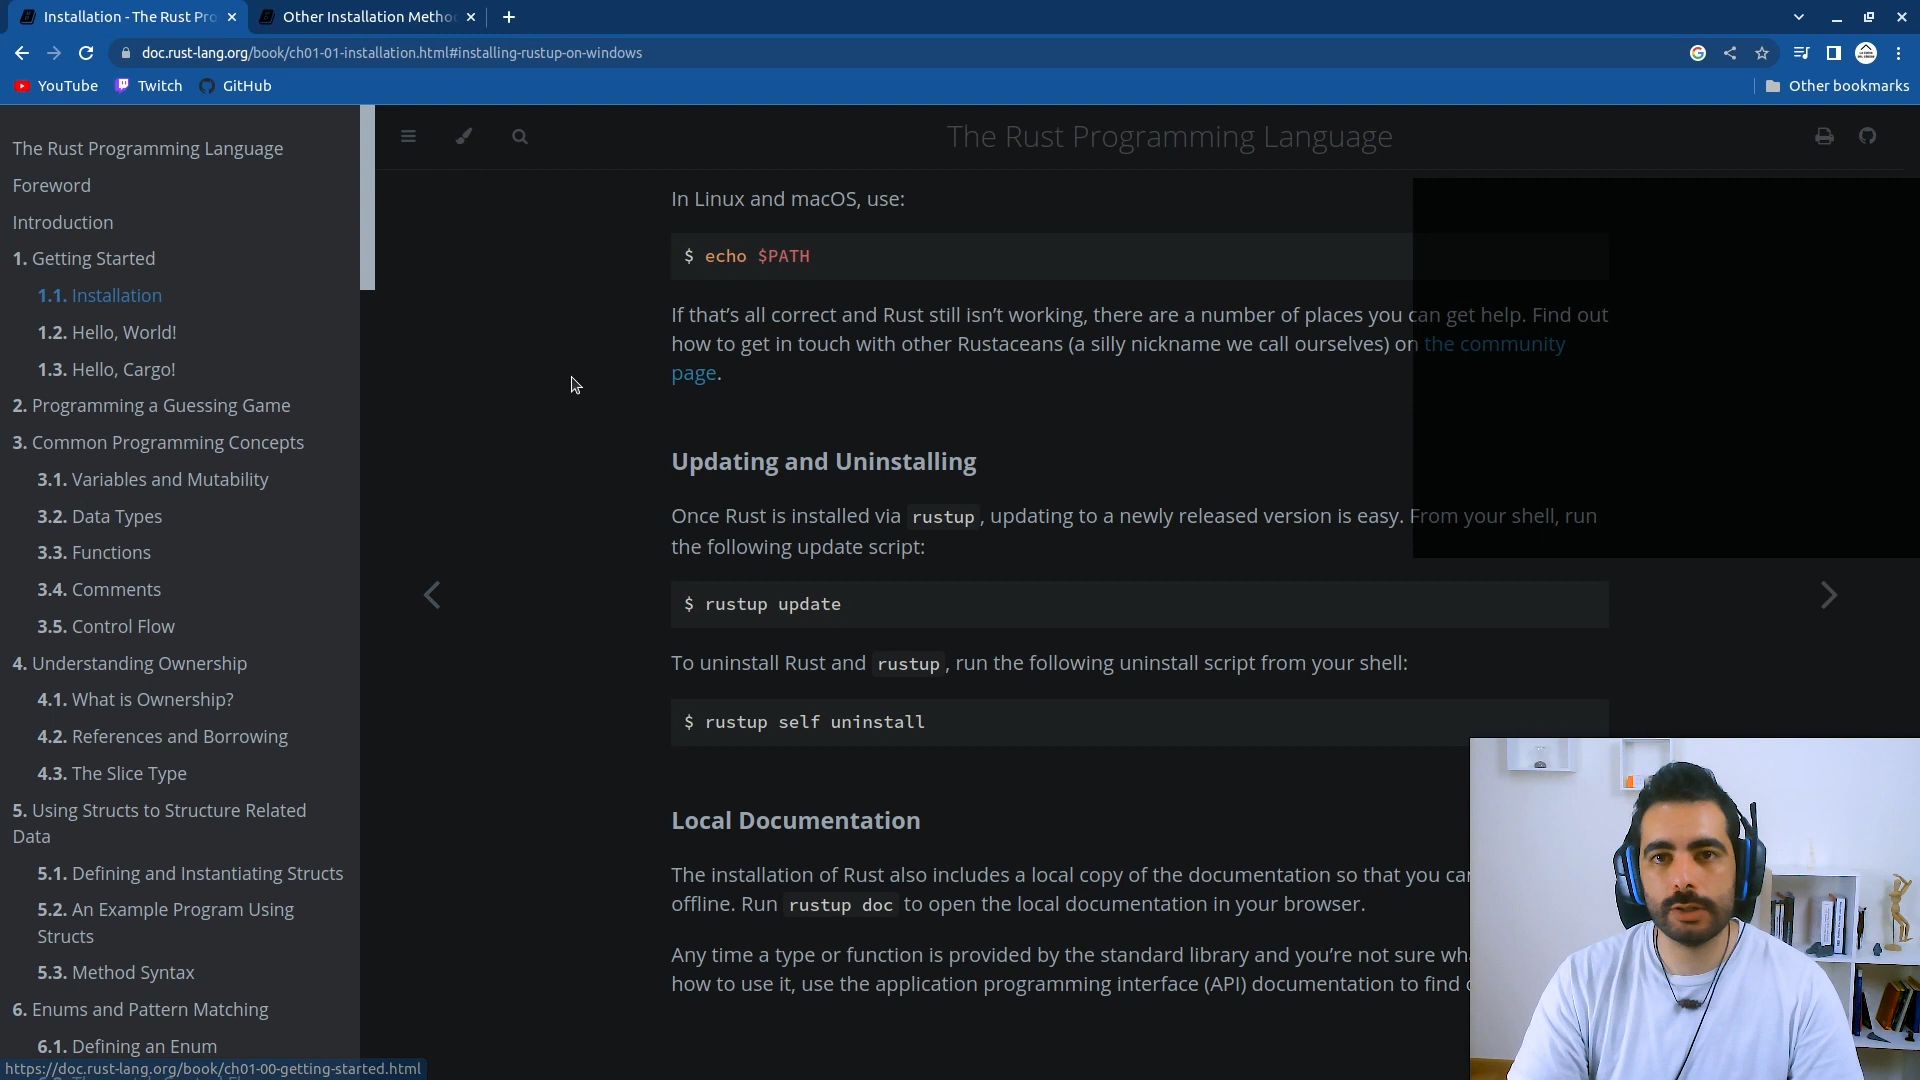 Installation - The Rust Pro
Other Installation Metho
doc.rust-lang.org/book/ch01-01-installation.html#installing-rustup-on-windows
YouTube
Twitch
GitHub
Other bookmarks
The Rust Programming Language
Foreword
Introduction
1. Getting Started
1.1. Installation
1.2. Hello, World!
1.3. Hello, Cargo!
2. Programming a Guessing Game
3. Common Programming Concepts
3.1. Variables and Mutability
3.2. Data Types
3.3. Functions
3.4. Comments
3.5. Control Flow
4. Understanding Ownership
4.1. What is Ownership?
4.2. References and Borrowing
4.3. The Slice Type
5. Using Structs to Structure Related
Data
5.1. Defining and Instantiating Structs
5.2. An Example Program Using
Structs
5.3. Method Syntax
6. Enums and Pattern Matching
6.1. Defining an Enum
https://doc.rust-lang.org/book/ch01-00-getting-started.html
The Rust Programming Language
In Linux and macOS, use:
$ echo $PATH
If that’s all correct and Rust still isn’t working, there are a number of places you can get help. Find out
how to get in touch with other Rustaceans (a silly nickname we call ourselves) on the community
page.
Updating and Uninstalling
Once Rust is installed via rustup, updating to a newly released version is easy. From your shell, run
the following update script:
$ rustup update
To uninstall Rust and rustup, run the following uninstall script from your shell:
$ rustup self uninstall
Local Documentation
The installation of Rust also includes a local copy of the documentation so that you can
offline. Run rustup doc to open the local documentation in your browser.
Any time a type or function is provided by the standard library and you’re not sure wh
how to use it, use the application programming interface (API) documentation to find